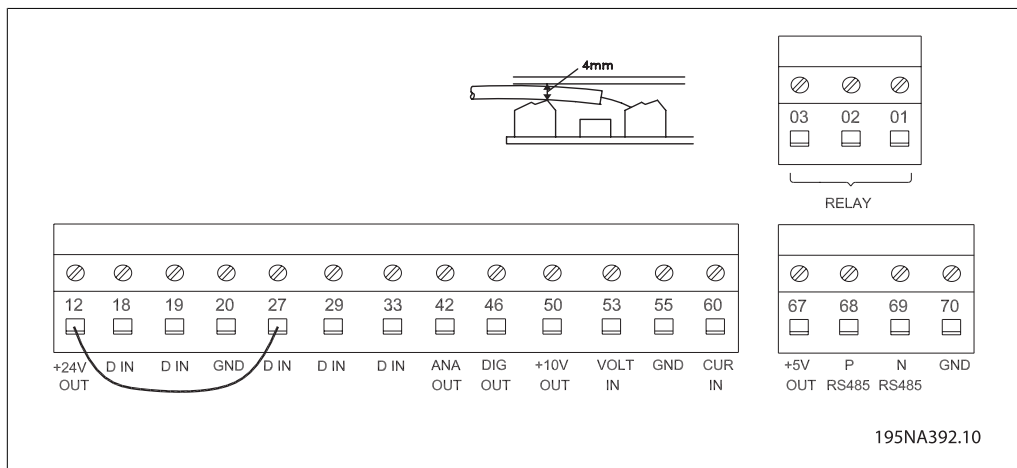 4mm
03 02 01
RELAY
12 18 19 20 27 29 33 42 46 50 53 55 60
+24V OUT D IN D IN GND D IN D IN D IN ANA OUT DIG OUT +10V OUT VOLT IN GND CUR IN
67 68 69 70
+5V OUT P RS485 N RS485 GND
195NA392.10